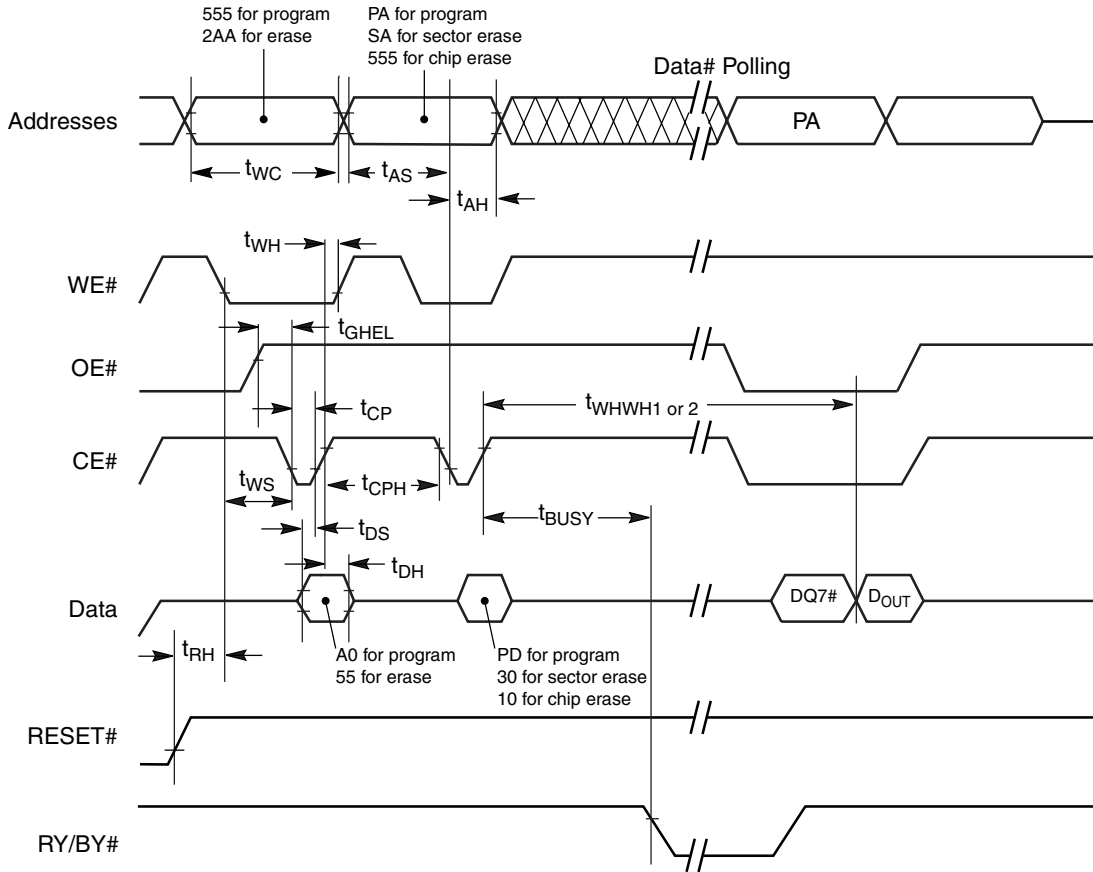 555 for program
2AA for erase
PA for program
SA for sector erase
555 for chip erase
Data# Polling
Addresses
PA
tWC
tAS
tAH
tWH
WE#
tGHEL
OE#
tWHWH1 or 2
tCP
CE#
tWS
tCPH
tBUSY
tDS
tDH
Data
DQ7#
DOUT
tRH
A0 for program
55 for erase
PD for program
30 for sector erase
10 for chip erase
RESET#
RY/BY#